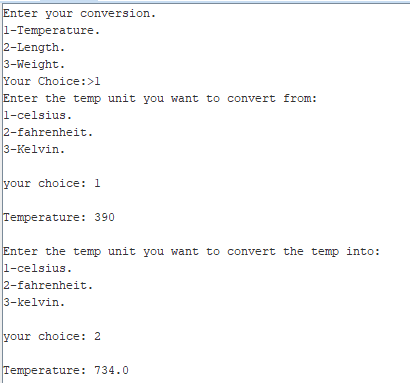 Enter your conversion.
1-Temperature.
2-Length.
3-Weight.
Your Choice:>1
Enter the temp unit you want to convert from:
1-celsius.
2-fahrenheit.
3-Kelvin.
your choice: 1
Temperature: 390
Enter the temp unit you want to convert the temp into:
1-celsius.
2-fahrenheit.
3-kelvin.
your choice: 2
Temperature: 734.0